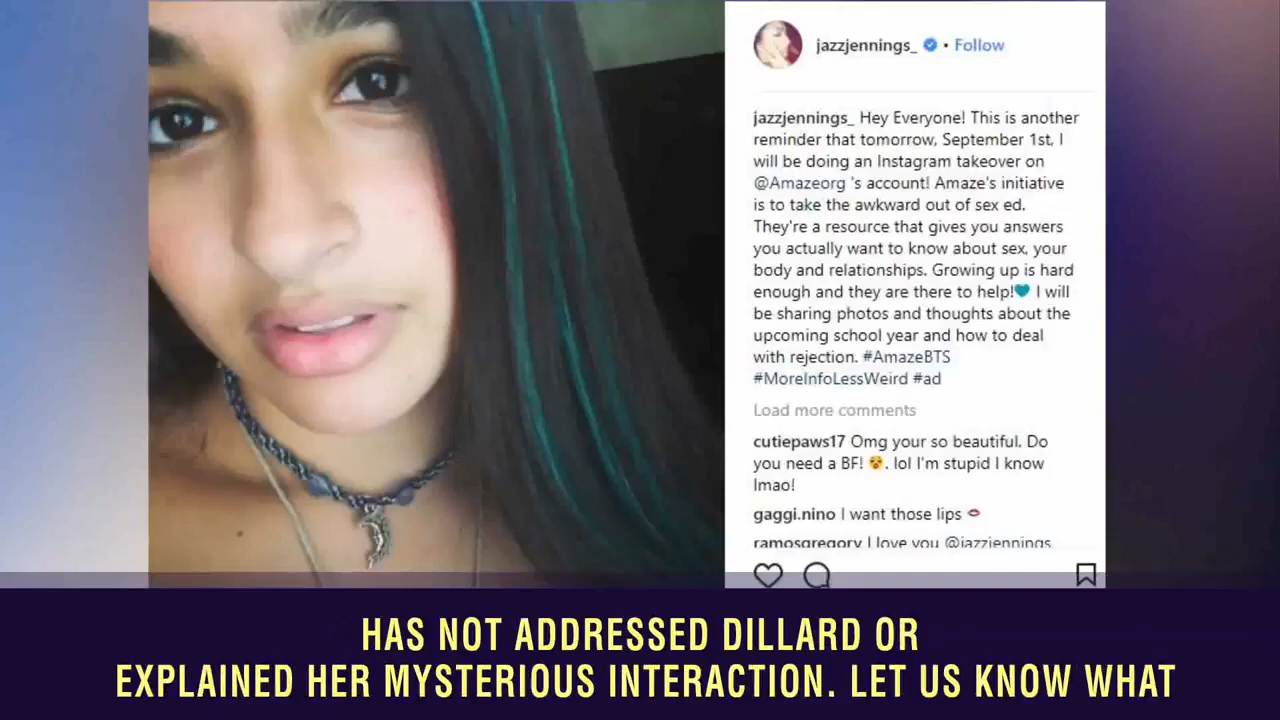 jazzjennings_ • Follow
jazzjennings_ Hey Everyone! This is another
reminder that tomorrow, September 1st, I
will be doing an Instagram takeover on
@Amazeorg 's account! Amaze's initiative
is to take the awkward out of sex ed.
They're a resource that gives you answers
you actually want to know about sex, your
body and relationships. Growing up is hard
enough and they are there to help! I will
be sharing photos and thoughts about the
upcoming school year and how to deal
with rejection. #AmazeBTS
#MoreInfoLessWeird #ad
Load more comments
cutiepaws17 Omg your so beautiful. Do
you need a BF! 😵. lol I'm stupid I know
lmao!
gaggi.nino I want those lips 👄
ramosgregory I love you @jazzjennings
HAS NOT ADDRESSED DILLARD OR
EXPLAINED HER MYSTERIOUS INTERACTION. LET US KNOW WHAT